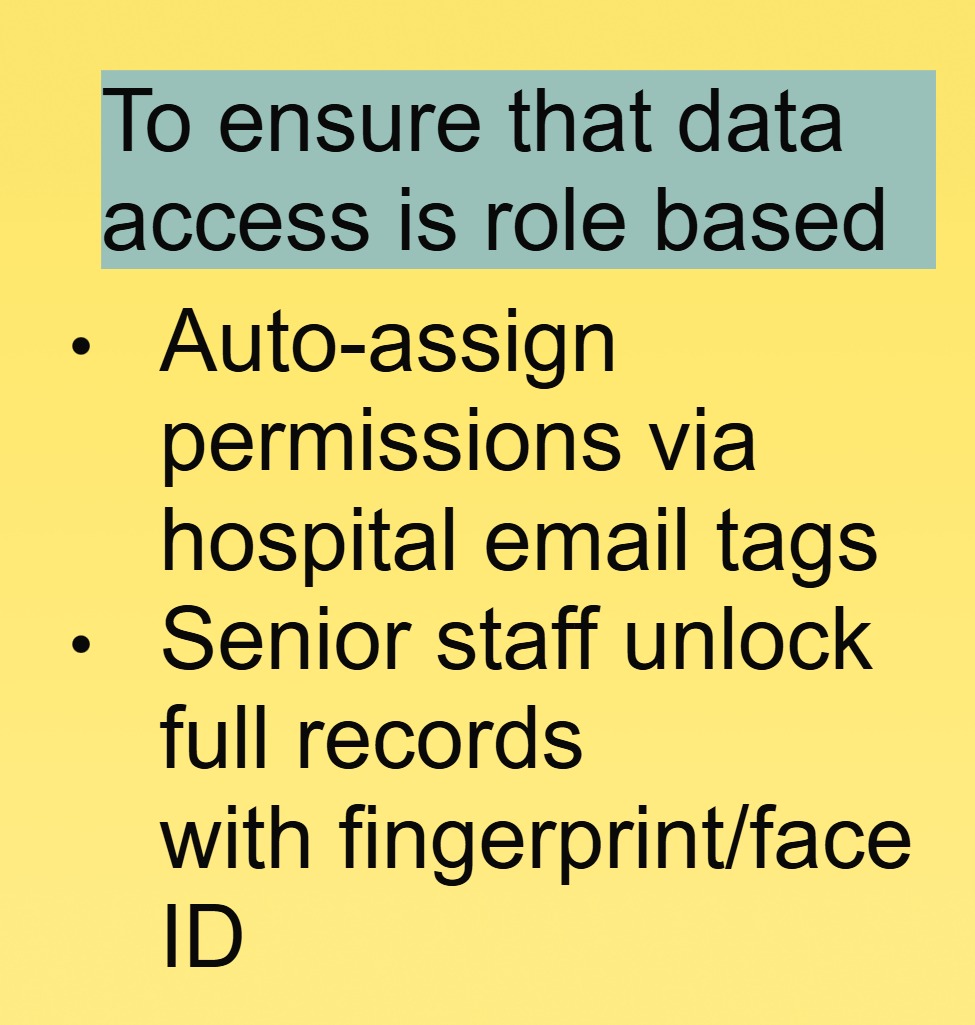 To ensure that data
access is role based
• Auto-assign
permissions via
hospital email tags
• Senior staff unlock
full records
with fingerprint/face
ID